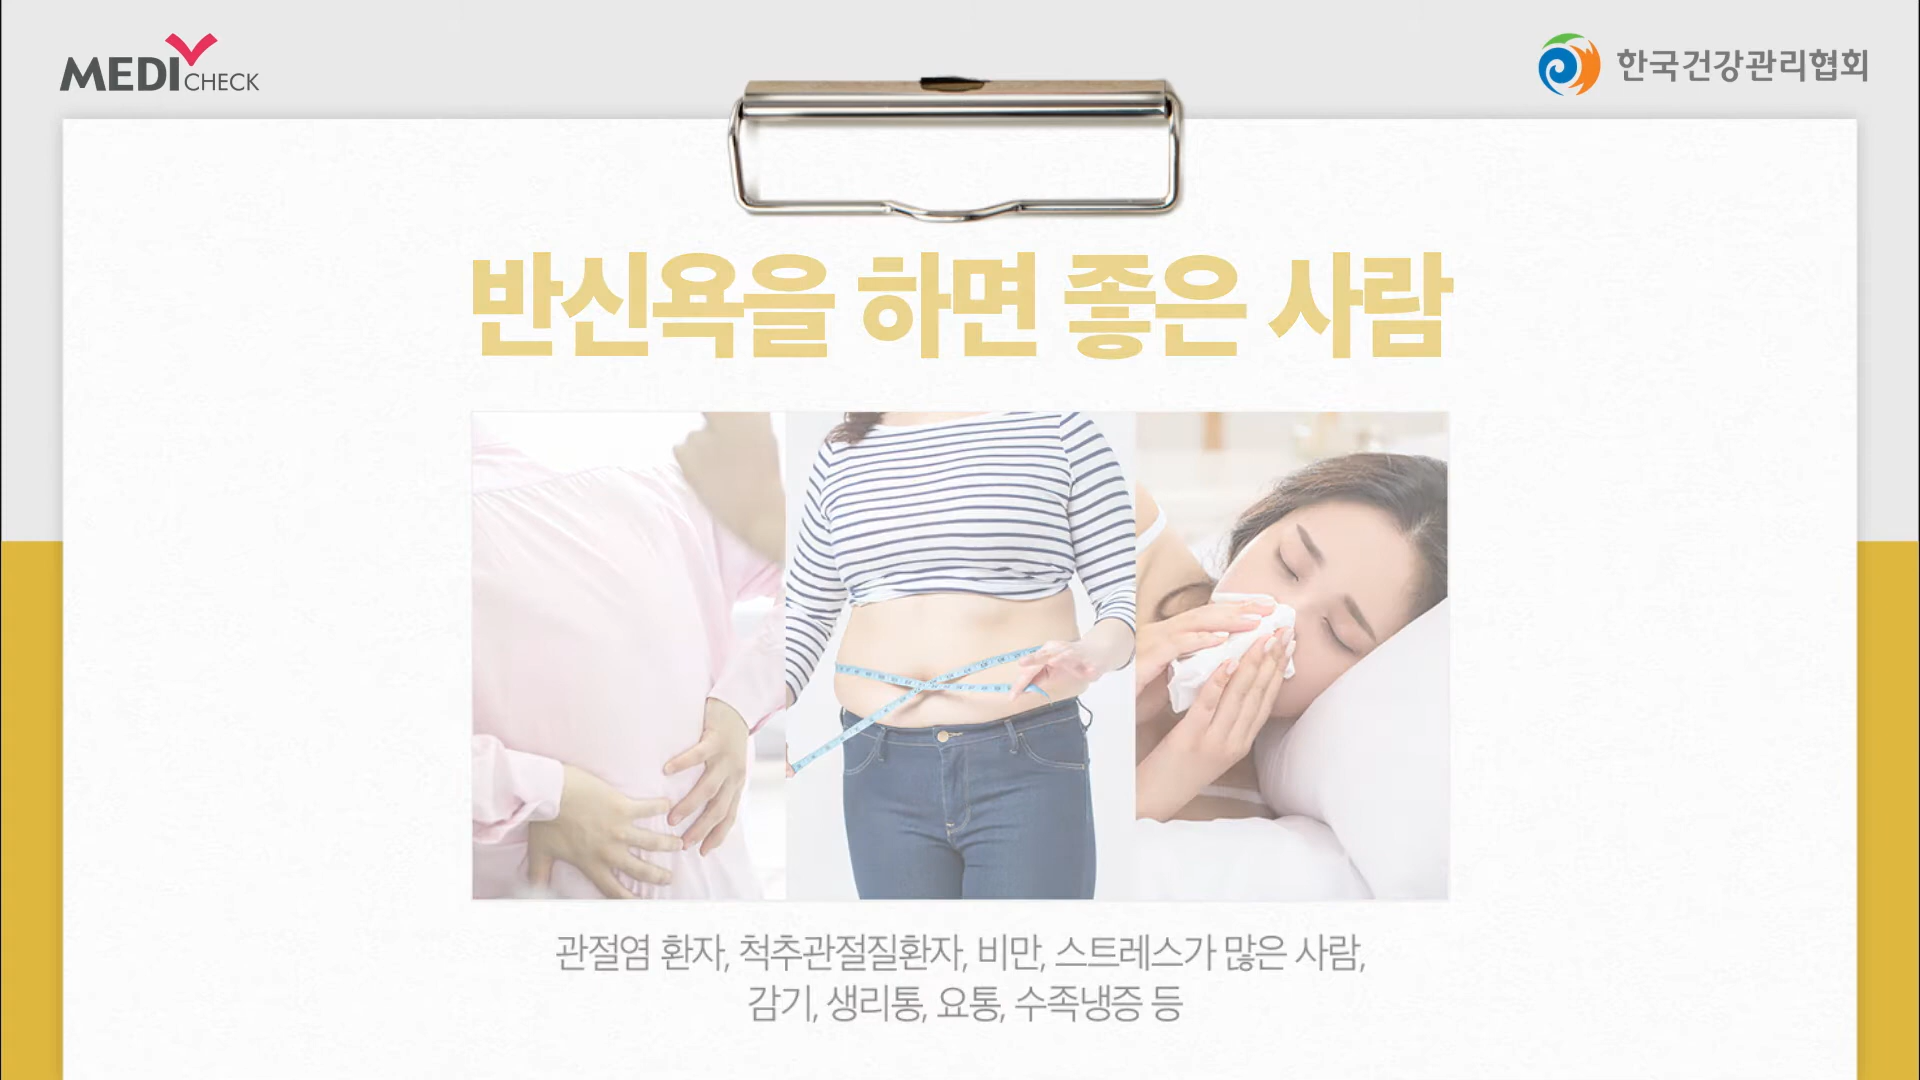 MEDI CHECK
한국건강관리협회
반신욕을 하면 좋은 사람
관절염 환자, 척추관절질환자, 비만, 스트레스가 많은 사람,
감기, 생리통, 요통, 수족냉증 등